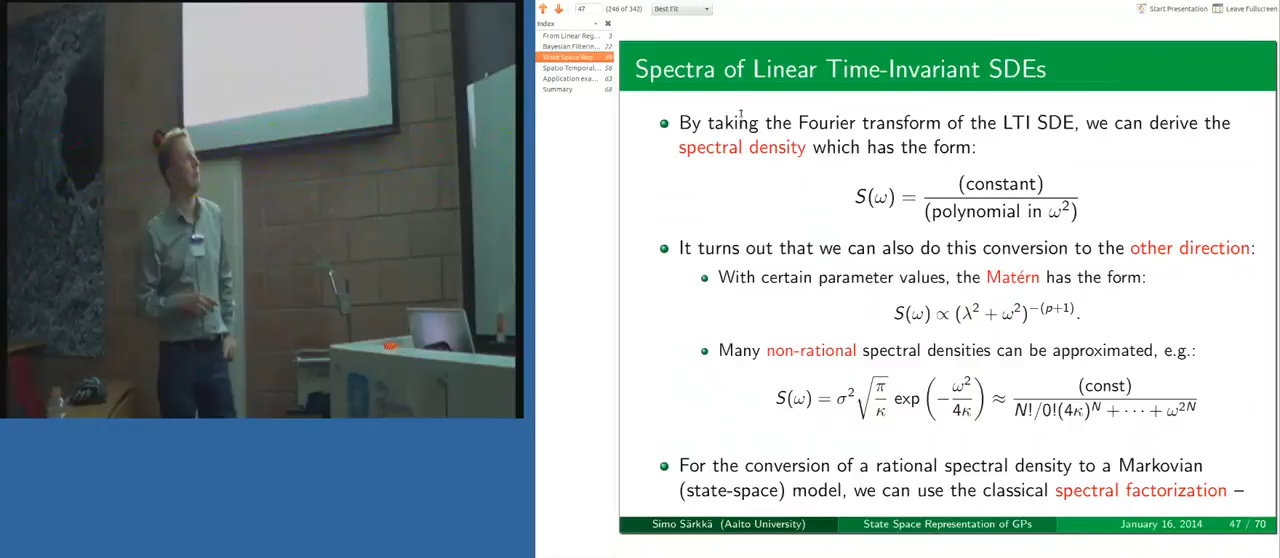 47 (246 of 342) Best Fit Start Presentation Leave Fullscreen
Index
From Linear Reg... 3
Bayesian Filterin... 22
State Space Rep... 39
Spatio-Temporal... 56
Application exa... 63
Summary 68
Spectra of Linear Time-Invariant SDEs
By taking the Fourier transform of the LTI SDE, we can derive the
spectral density which has the form:
S(ω) = (constant) / (polynomial in ω²)
It turns out that we can also do this conversion to the other direction:
With certain parameter values, the Matérn has the form:
S(ω) ∝ (λ² + ω²)^−(p+1).
Many non-rational spectral densities can be approximated, e.g.:
S(ω) = σ² √(π/κ) exp(−ω²/4κ) ≈ (const) / N!/0!(4κ)^N + ⋯ + ω^2N
For the conversion of a rational spectral density to a Markovian
(state-space) model, we can use the classical spectral factorization –
Simo Särkkä (Aalto University) State Space Representation of GPs January 16, 2014 47 / 70